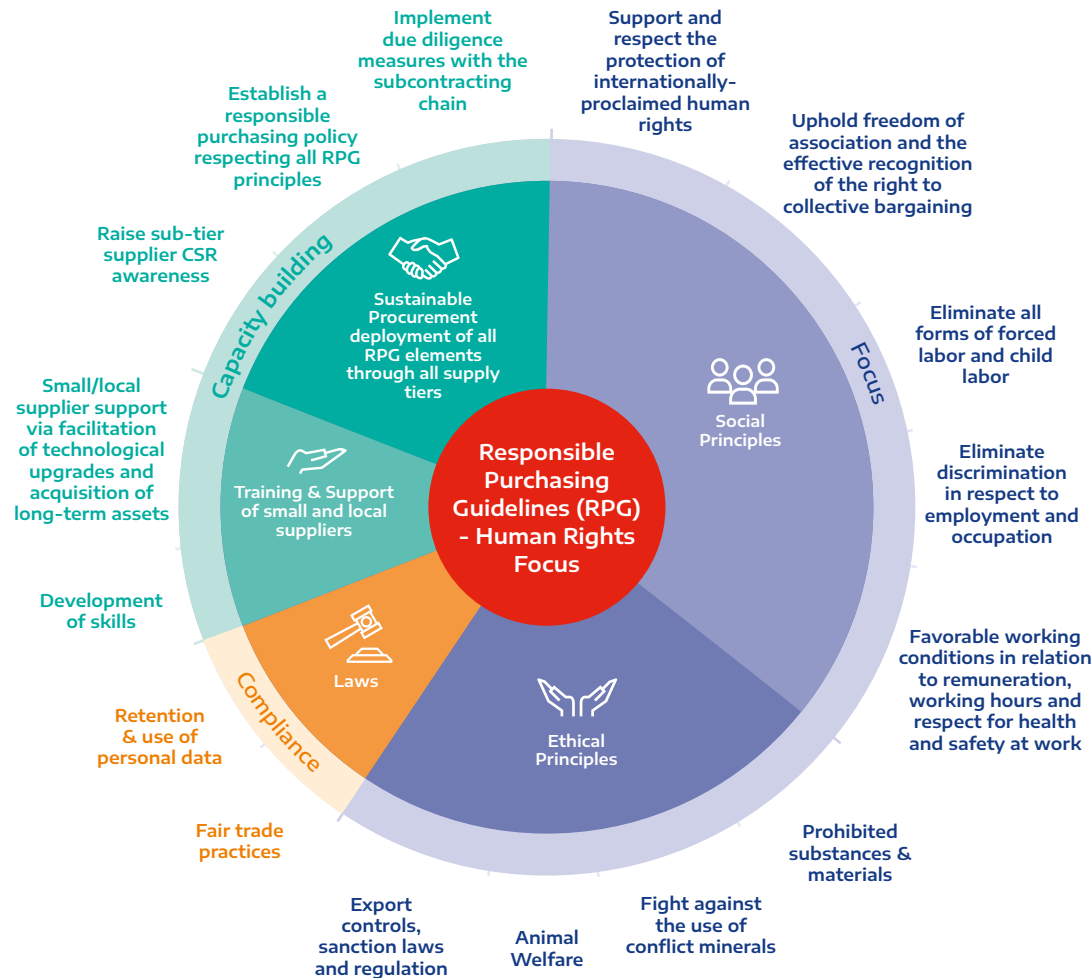 Implement
due diligence
measures with the
subcontracting
chain
Support and
respect the
protection of
internationally-
proclaimed human
rights
Establish a
responsible
purchasing policy
respecting all RPG
principles
Uphold freedom of
association and the
effective recognition
of the right to
collective bargaining
Raise sub-tier
supplier CSR
awareness
Eliminate all
forms of forced
labor and child
labor
Small/local
supplier support
via facilitation
of technological
upgrades and
acquisition of
long-term assets
Eliminate
discrimination
in respect to
employment and
occupation
Development
of skills
Favorable working
conditions in relation
to remuneration,
working hours and
respect for health
and safety at work
Retention
& use of
personal data
Fair trade
practices
Prohibited
substances &
materials
Export
controls,
sanction laws
and regulation
Animal
Welfare
Fight against
the use of
conflict minerals
Capacity building
Focus
Compliance
Sustainable
Procurement
deployment of all
RPG elements
through all supply
tiers
Social
Principles
Training & Support
of small and local
suppliers
Laws
Ethical
Principles
Responsible
Purchasing
Guidelines (RPG)
- Human Rights
Focus